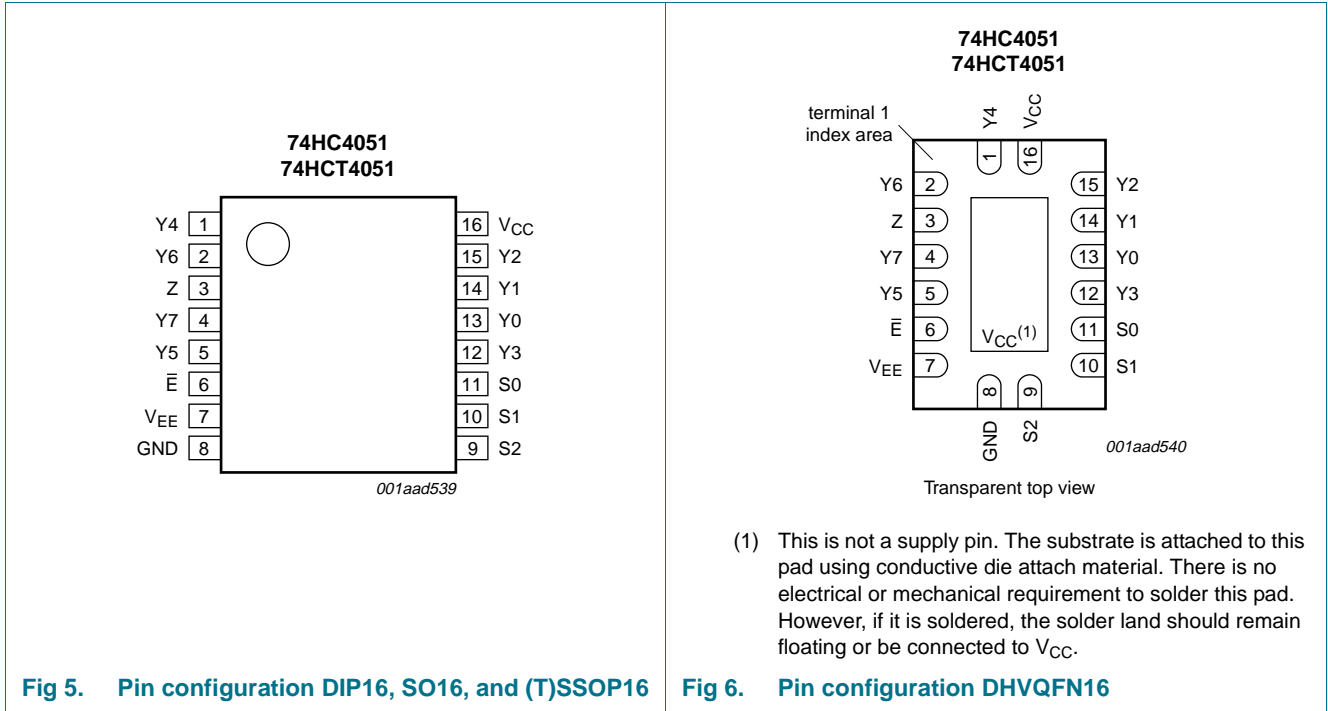 74HC4051
74HCT4051
Y4 1
Y6 2
Z 3
Y7 4
Y5 5
E̅ 6
VEE 7
GND 8
16 VCC
15 Y2
14 Y1
13 Y0
12 Y3
11 S0
10 S1
9 S2
001aad539
Fig 5. Pin configuration DIP16, SO16, and (T)SSOP16
74HC4051
74HCT4051
terminal 1
index area
Y4
VCC
1
16
Y6 2
Z 3
Y7 4
Y5 5
E̅ 6
VEE 7
15 Y2
14 Y1
13 Y0
12 Y3
11 S0
10 S1
VCC(1)
8
9
GND
S2
001aad540
Transparent top view
(1) This is not a supply pin. The substrate is attached to this
pad using conductive die attach material. There is no
electrical or mechanical requirement to solder this pad.
However, if it is soldered, the solder land should remain
floating or be connected to VCC.
Fig 6. Pin configuration DHVQFN16